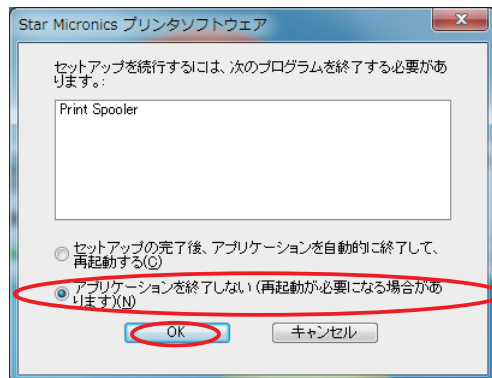 Star Micronics プリンタソフトウェア
セットアップを続行するには、次のプログラムを終了する必要があ
ります。:
Print Spooler
セットアップの完了後、アプリケーションを自動的に終了して、
再起動する(C)
アプリケーションを終了しない（再起動が必要になる場合があ
ります)(N)
OK
キャンセル